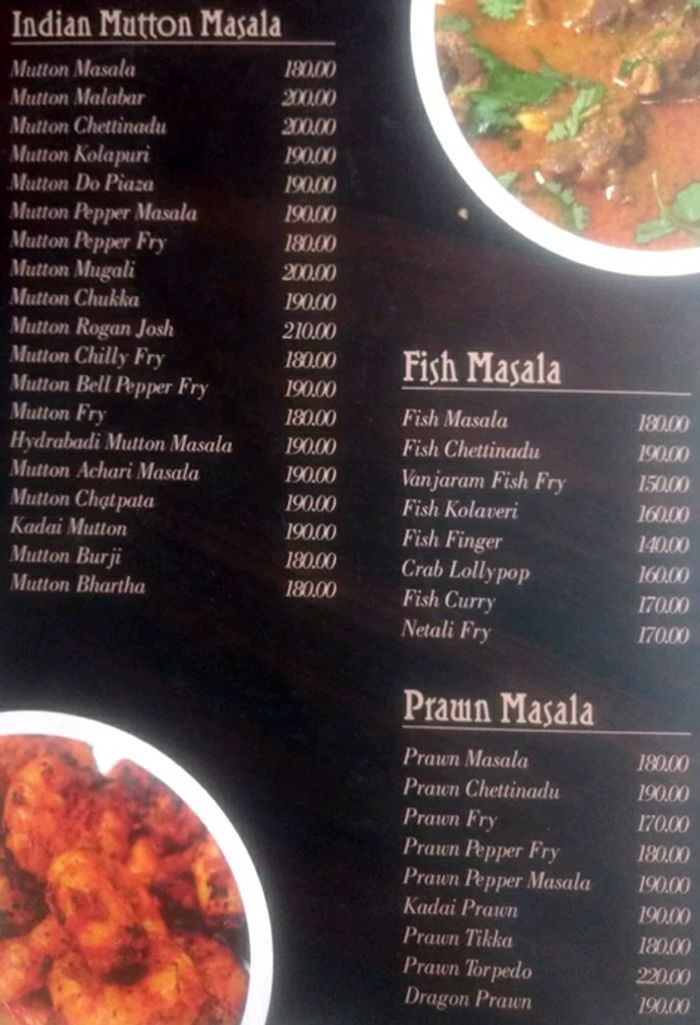 Indian Mutton Masala
Mutton Masala 180.00
Mutton Malabar 200.00
Mutton Chettinadu 200.00
Mutton Kolapuri 190.00
Mutton Do Piaza 190.00
Mutton Pepper Masala 190.00
Mutton Pepper Fry 180.00
Mutton Mugali 200.00
Mutton Chukka 190.00
Mutton Rogan Josh 210.00
Mutton Chilly Fry 180.00
Mutton Bell Pepper Fry 190.00
Mutton Fry 180.00
Hydrabadi Mutton Masala 190.00
Mutton Achari Masala 190.00
Mutton Chatpata 190.00
Kadai Mutton 190.00
Mutton Burji 180.00
Mutton Bhartha 180.00
Fish Masala
Fish Masala 180.00
Fish Chettinadu 190.00
Vanjaram Fish Fry 150.00
Fish Kolaveri 160.00
Fish Finger 140.00
Crab Lollypop 160.00
Fish Curry 170.00
Netali Fry 170.00
Prawn Masala
Prawn Masala 180.00
Prawn Chettinadu 190.00
Prawn Fry 170.00
Prawn Pepper Fry 180.00
Prawn Pepper Masala 190.00
Kadai Prawn 190.00
Prawn Tikka 180.00
Prawn Torpedo 220.00
Dragon Prawn 190.00